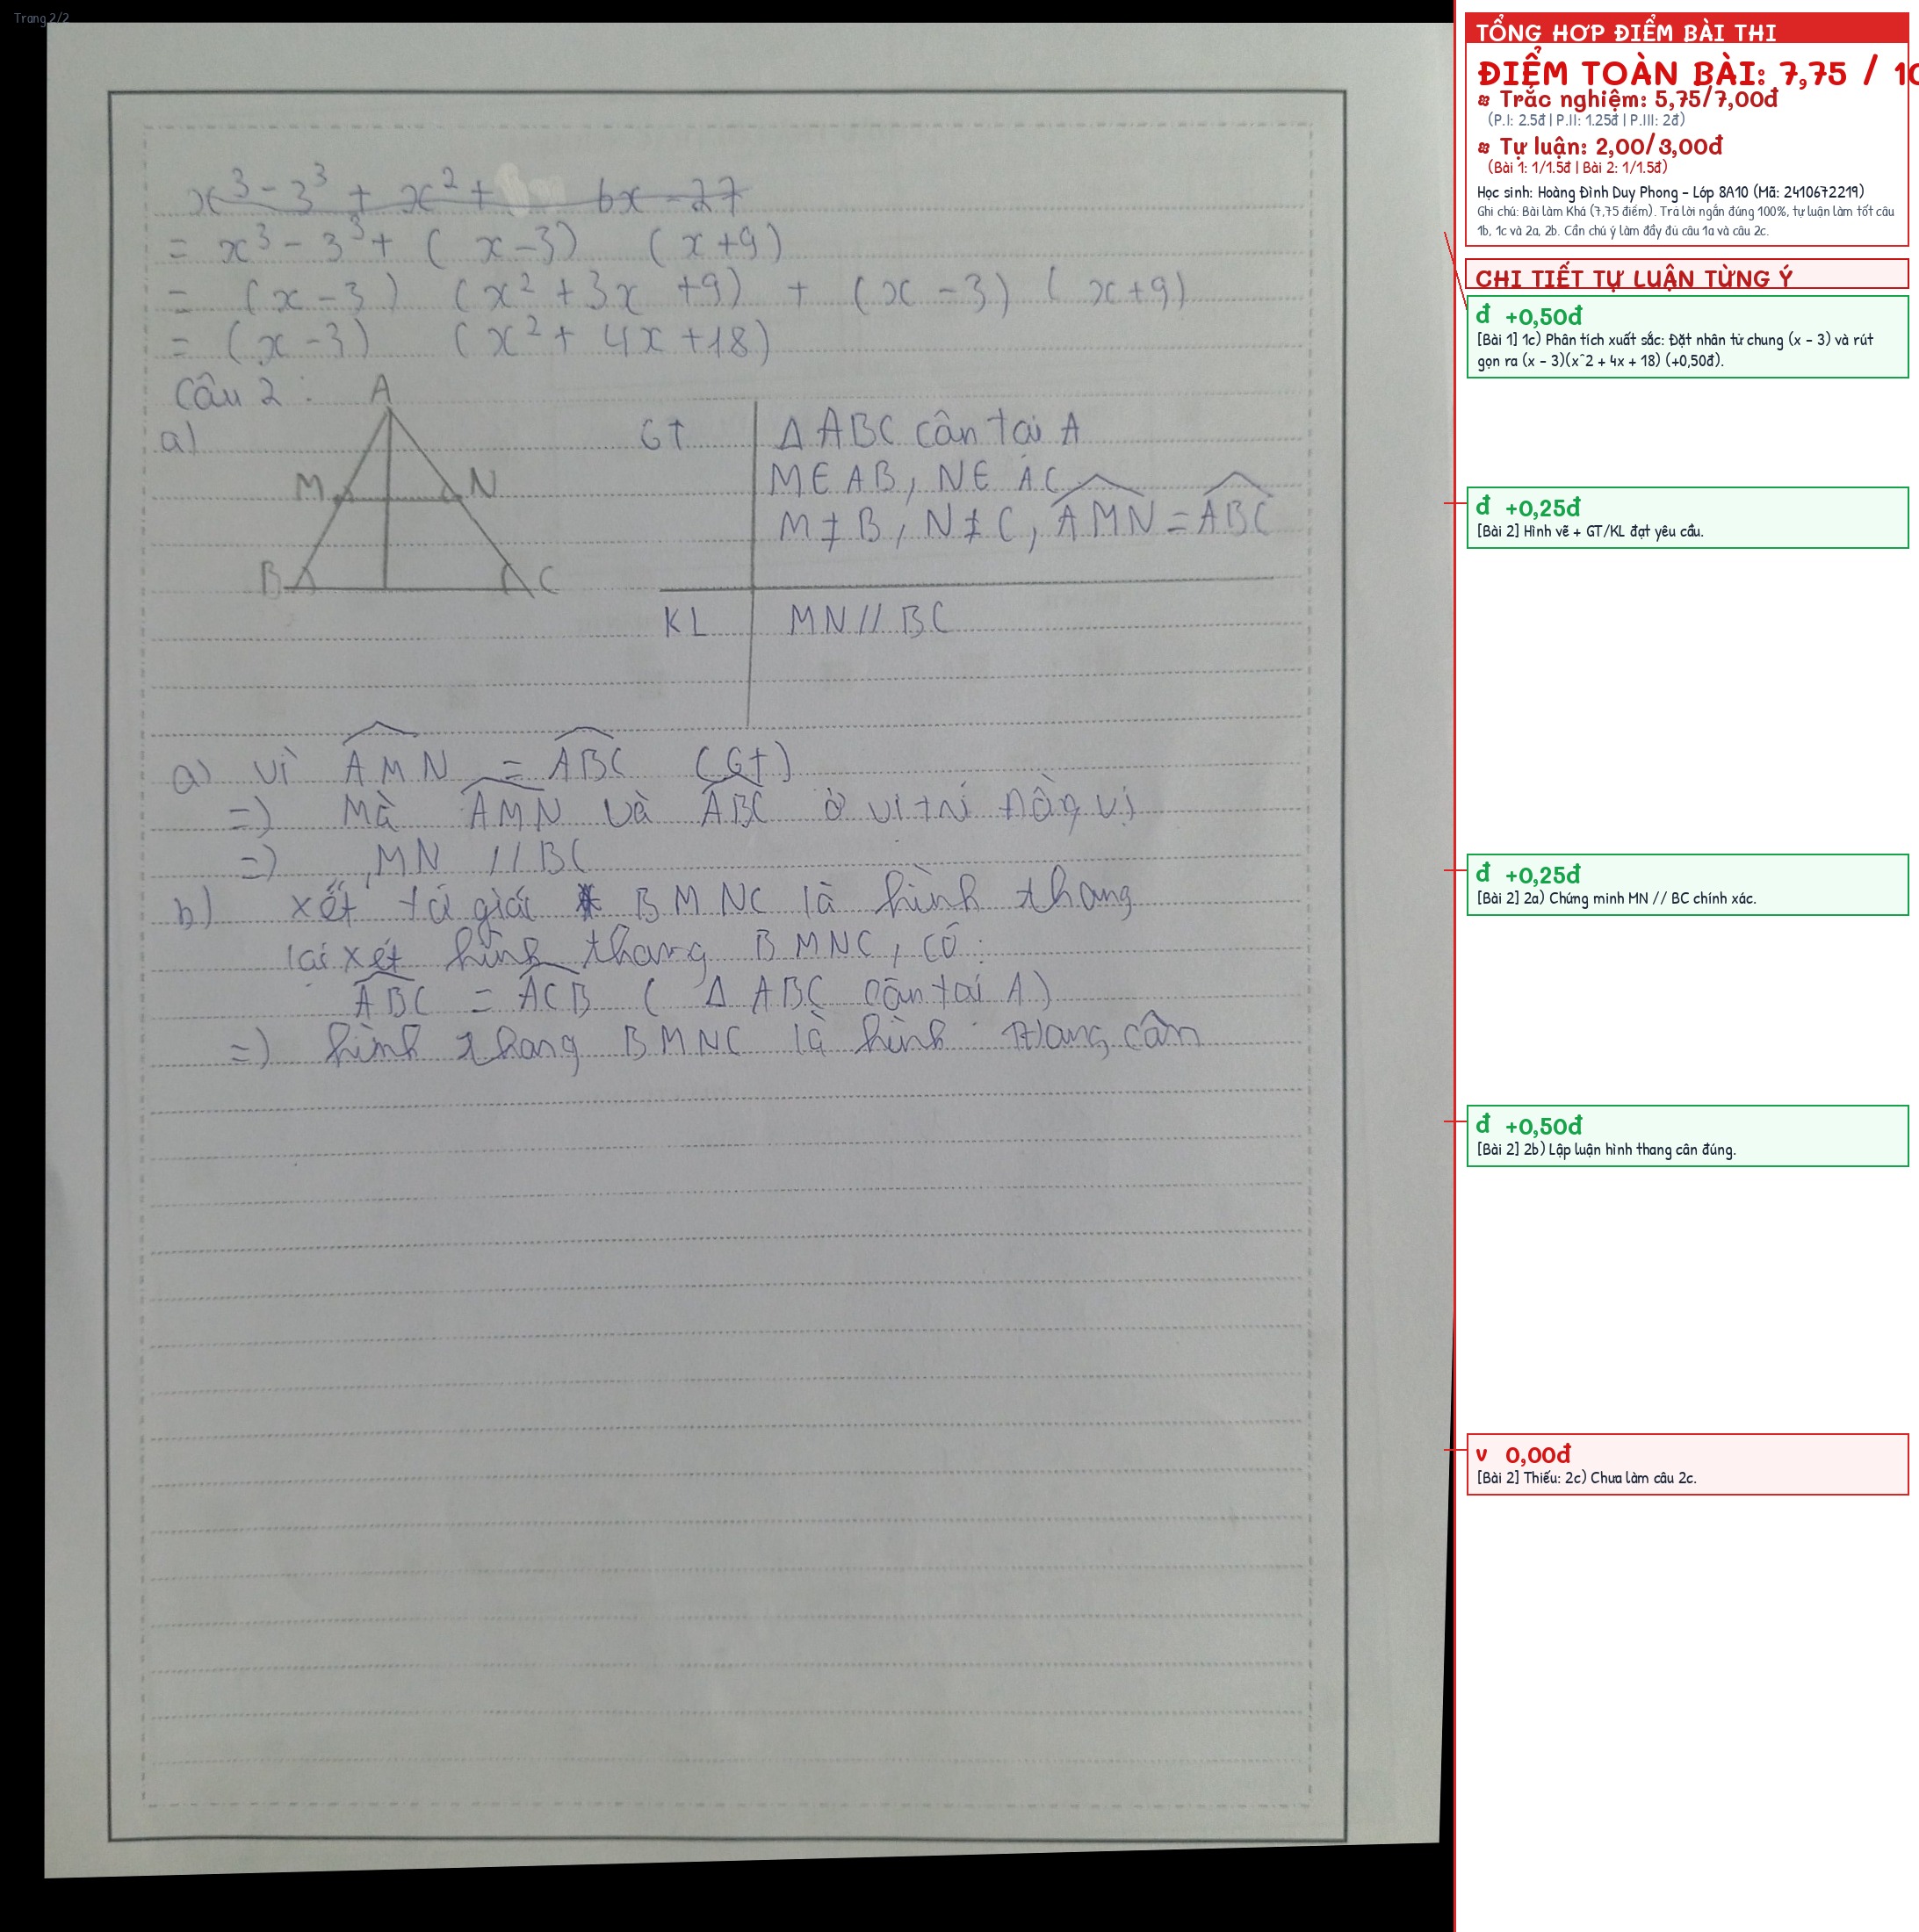 Trang 2/2
x³ - 3³ + x² + 6x - 27
= x³ - 3³ + (x-3) (x+9)
= (x-3) (x² + 3x + 9) + (x-3) (x+9)
= (x-3) (x² + 4x + 18)
Câu 2:
a)
A
M N
B C
GT
Δ ABC cân tại A
M ∈ AB, N ∈ AC
M ≠ B, N ≠ C, AMN = ABC
KL MN // BC
a) vì AMN = ABC (Gt)
=) Mà AMN và ABC ở vị trí đồng vị
=) MN // BC
b) xét tứ giác BMNC là hình thang
lại xét hình thang BMNC, có:
ABC = ACB (Δ ABC cân tại A)
=) hình thang BMNC là hình thang cân
TỔNG HỢP ĐIỂM BÀI THI
ĐIỂM TOÀN BÀI: 7,75 / 10
Trắc nghiệm: 5,75/7,00đ
(P.I: 2.5đ | P.II: 1.25đ | P.III: 2đ)
Tự luận: 2,00/3,00đ
(Bài 1: 1/1.5đ | Bài 2: 1/1.5đ)
Học sinh: Hoàng Đình Duy Phong - Lớp 8A10 (Mã: 2410672219)
Ghi chú: Bài làm Khá (7,75 điểm). Trả lời ngắn đúng 100%, tự luận làm tốt câu
1b, 1c và 2a, 2b. Cần chú ý làm đầy đủ câu 1a và câu 2c.
CHI TIẾT TỰ LUẬN TỪNG Ý
đ +0,50đ
[Bài 1] 1c) Phân tích xuất sắc: Đặt nhân tử chung (x - 3) và rút
gọn ra (x - 3)(x^2 + 4x + 18) (+0,50đ).
đ +0,25đ
[Bài 2] Hình vẽ + GT/KL đạt yêu cầu.
đ +0,25đ
[Bài 2] 2a) Chứng minh MN // BC chính xác.
đ +0,50đ
[Bài 2] 2b) Lập luận hình thang cân đúng.
v 0,00đ
[Bài 2] Thiếu: 2c) Chưa làm câu 2c.